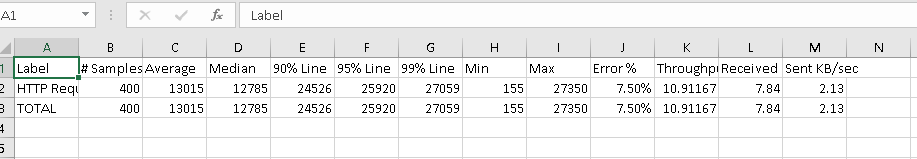 A1 fx Label
A B C D E F G H I J K L M N
1 Label # Samples Average Median 90% Line 95% Line 99% Line Min Max Error % Throughpu Received Sent KB/sec
2 HTTP Requ 400 13015 12785 24526 25920 27059 155 27350 7.50% 10.91167 7.84 2.13
3 TOTAL 400 13015 12785 24526 25920 27059 155 27350 7.50% 10.91167 7.84 2.13
4
5